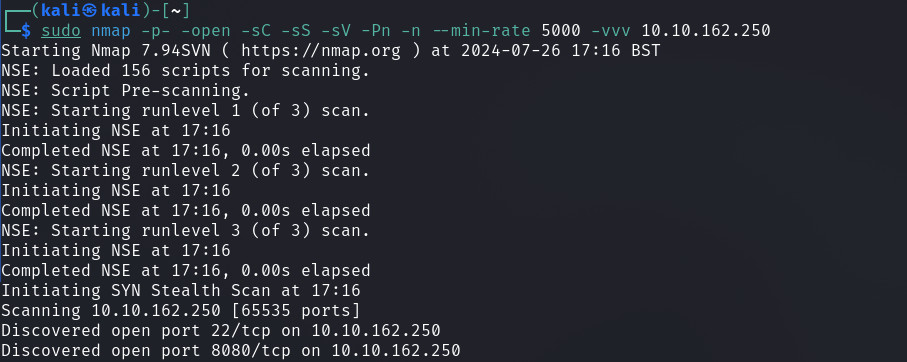 ┌──(kali㉿kali)-[~]
└─$ sudo nmap -p- -open -sC -sS -sV -Pn -n --min-rate 5000 -vvv 10.10.162.250
Starting Nmap 7.94SVN ( https://nmap.org ) at 2024-07-26 17:16 BST
NSE: Loaded 156 scripts for scanning.
NSE: Script Pre-scanning.
NSE: Starting runlevel 1 (of 3) scan.
Initiating NSE at 17:16
Completed NSE at 17:16, 0.00s elapsed
NSE: Starting runlevel 2 (of 3) scan.
Initiating NSE at 17:16
Completed NSE at 17:16, 0.00s elapsed
NSE: Starting runlevel 3 (of 3) scan.
Initiating NSE at 17:16
Completed NSE at 17:16, 0.00s elapsed
Initiating SYN Stealth Scan at 17:16
Scanning 10.10.162.250 [65535 ports]
Discovered open port 22/tcp on 10.10.162.250
Discovered open port 8080/tcp on 10.10.162.250